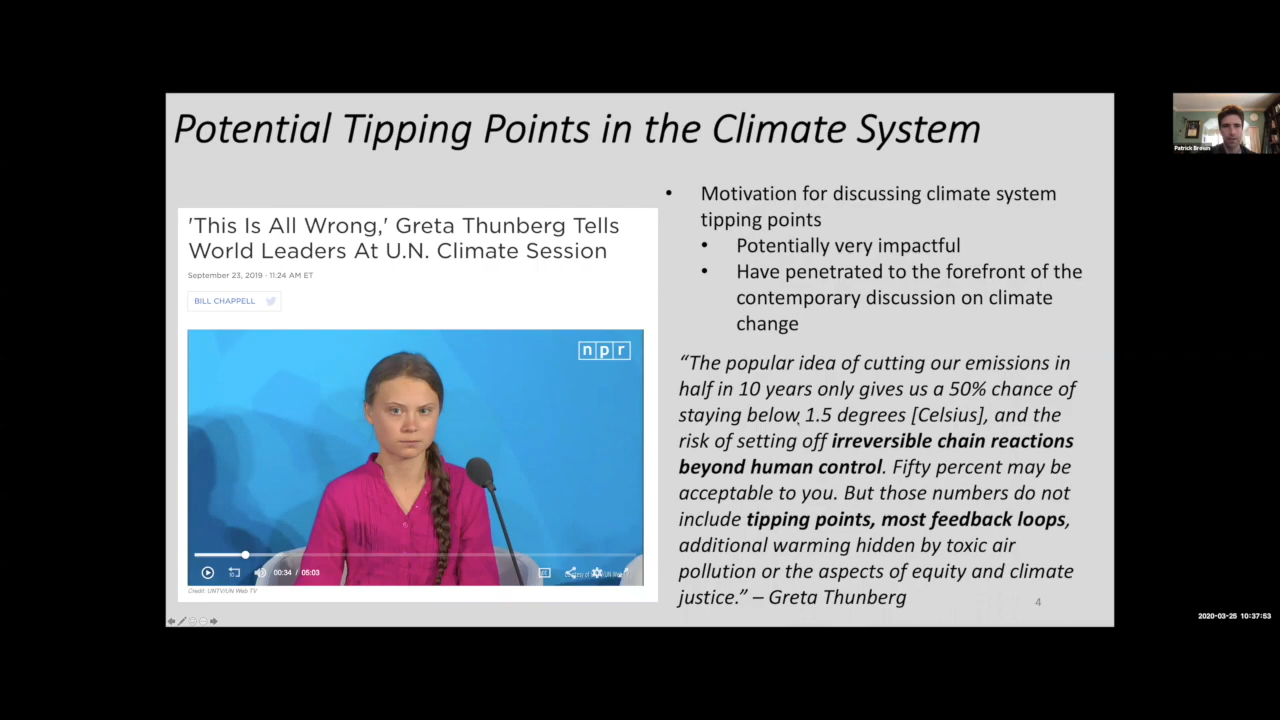 Potential Tipping Points in the Climate System
'This Is All Wrong,' Greta Thunberg Tells
World Leaders At U.N. Climate Session
September 23, 2019 · 11:24 AM ET
BILL CHAPPELL
npr
00:34 / 05:03
Credit: UNTV/UN Web TV
• Motivation for discussing climate system
tipping points
• Potentially very impactful
• Have penetrated to the forefront of the
contemporary discussion on climate
change
“The popular idea of cutting our emissions in
half in 10 years only gives us a 50% chance of
staying below 1.5 degrees [Celsius], and the
risk of setting off irreversible chain reactions
beyond human control. Fifty percent may be
acceptable to you. But those numbers do not
include tipping points, most feedback loops,
additional warming hidden by toxic air
pollution or the aspects of equity and climate
justice.” – Greta Thunberg
4
Patrick Brown
2020-03-25 10:37:53